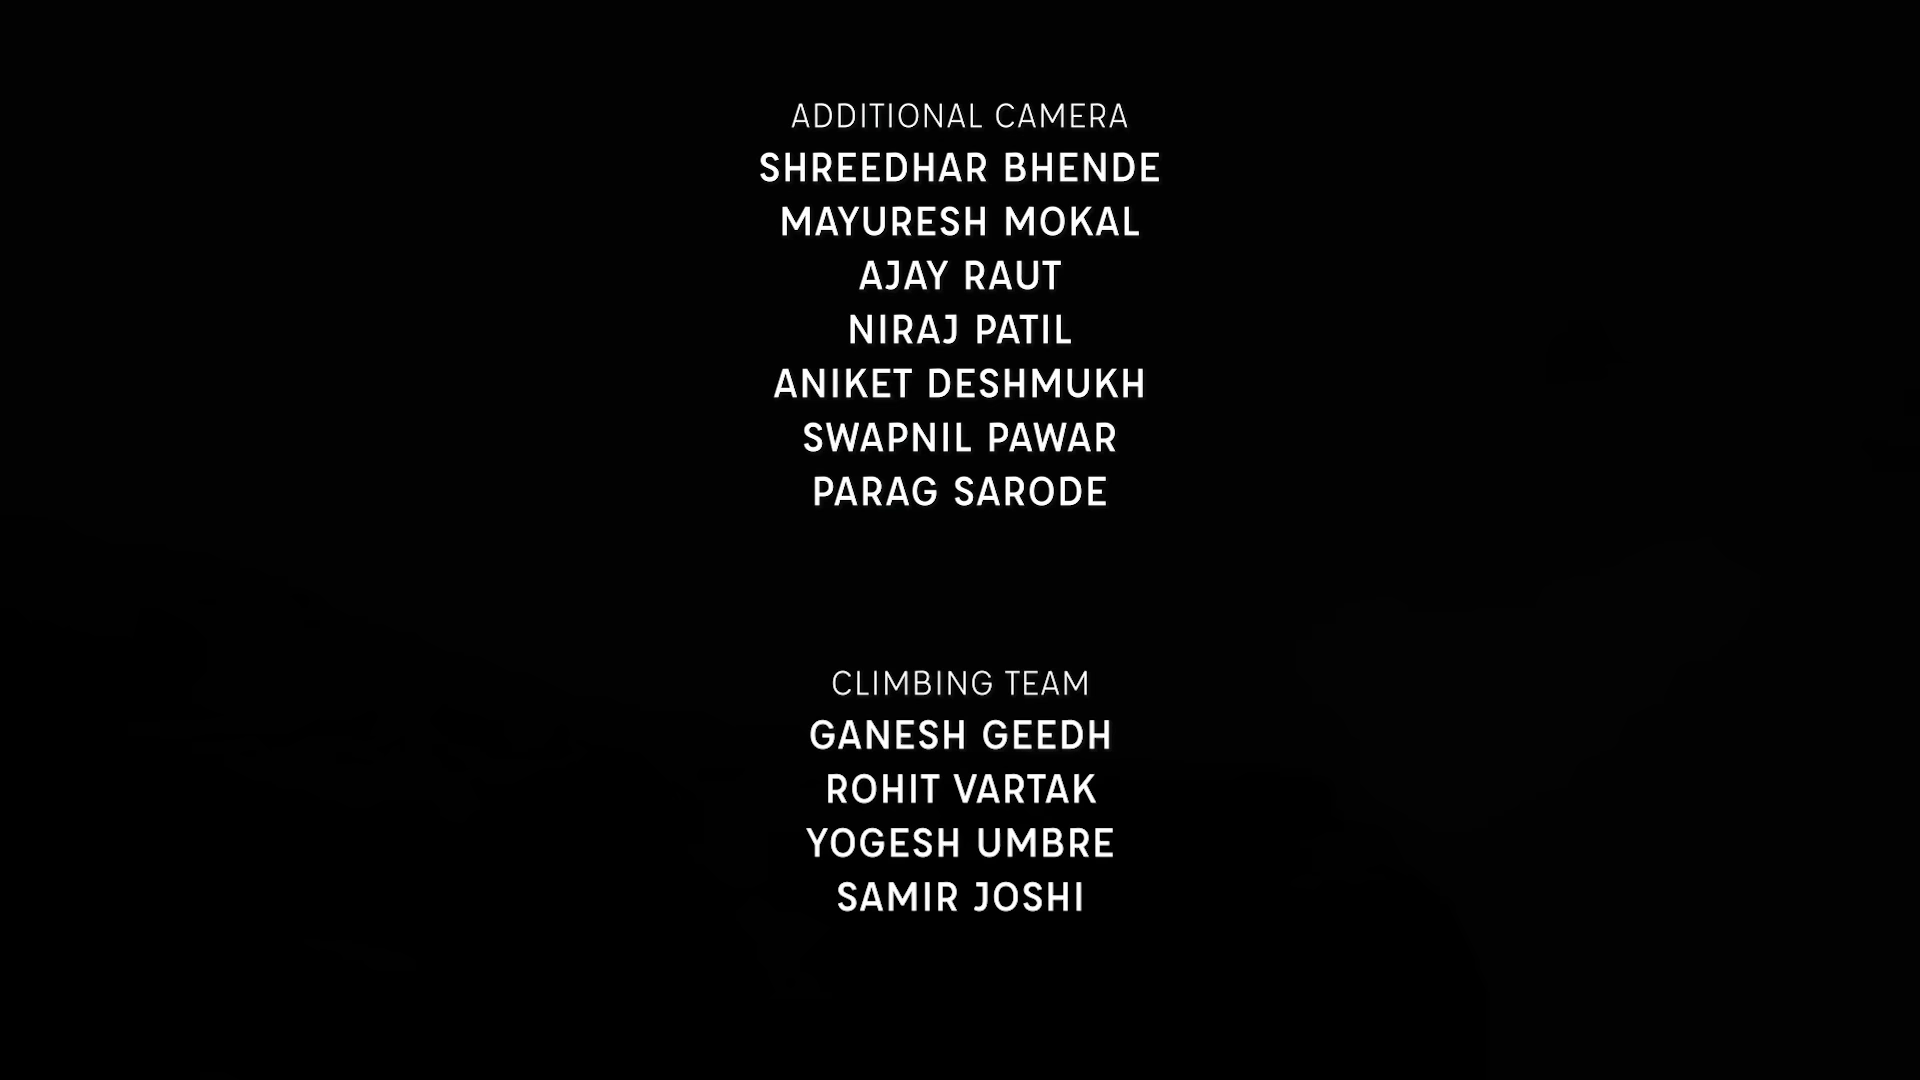 ADDITIONAL CAMERA
SHREEDHAR BHENDE
MAYURESH MOKAL
AJAY RAUT
NIRAJ PATIL
ANIKET DESHMUKH
SWAPNIL PAWAR
PARAG SARODE
CLIMBING TEAM
GANESH GEEDH
ROHIT VARTAK
YOGESH UMBRE
SAMIR JOSHI